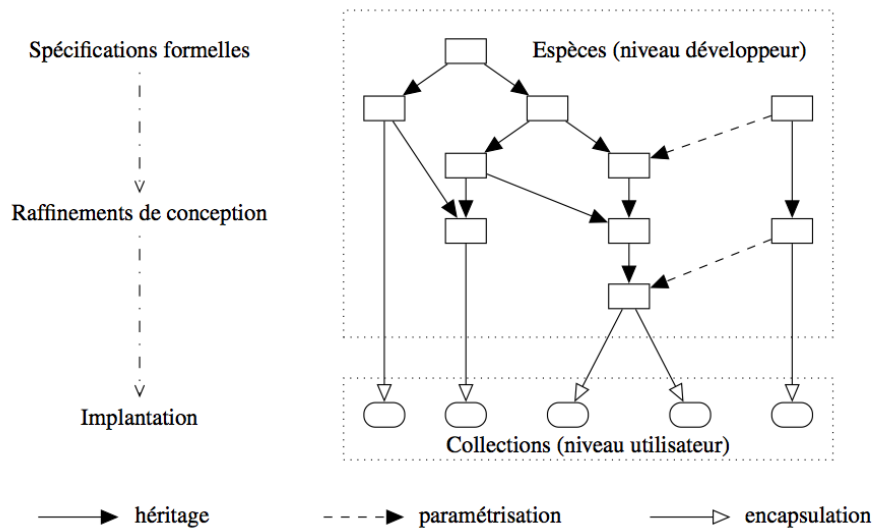 Spécifications formelles
Espèces (niveau développeur)
Raffinements de conception
Implantation
Collections (niveau utilisateur)
héritage
paramétrisation
encapsulation